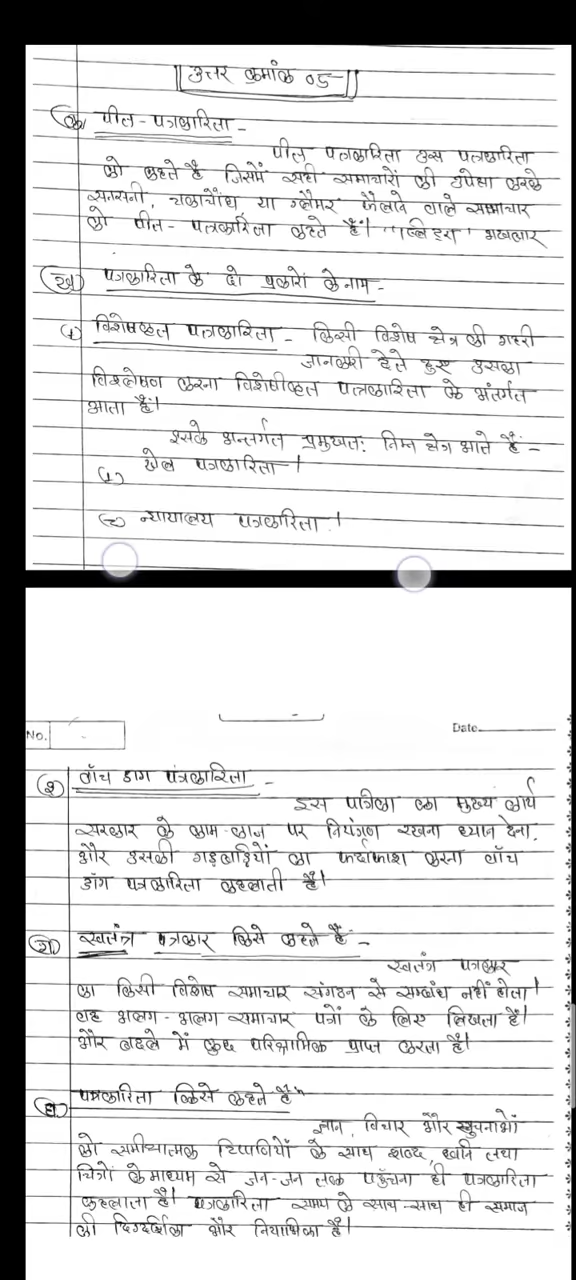 उत्तर क्रमांक 05
क) पीत-पत्रकारिता -
पीत पत्रकारिता उस पत्रकारिता
को कहते है जिसमें सही समाचारों की उपेक्षा करके
सनसनी, चकाचौंध या ग्लैमर फैलाने वाले समाचार
को पीत-पत्रकारिता कहते हैं। "ब्लिट्स" अखबार
ख) पत्रकारिता के दो प्रकारों के नाम -
विशेषकृत पत्रकारिता - किसी विशेष क्षेत्र की गहरी
जानकारी देते हुए उसका
विश्लेषण करना विशेषीकृत पत्रकारिता के अंतर्गत
आता है।
इसके अन्तर्गत प्रमुखत: निम्न क्षेत्र आते हैं -
खेल पत्रकारिता।
न्यायालय पत्रकारिता।
No.
Date
वॉच डाग पंत्रकारिता -
इस पत्रिका का मुख्य कार्य
सरकार के काम-काज पर नियंत्रण रखना ध्यान देना,
और उसकी गड़बड़ियों का पर्दाफाश करना वॉच
डॉग पत्रकारिता कहलाती है।
ग) स्वतंत्र पत्रकार किसे कहते हैं -
स्वतंत्र पत्रकार
का किसी विशेष समाचार संगठन से सम्बंध नहीं होता।
वह अलग-अलग समाचार पत्रों के लिए लिखता है।
और बदले में कुछ परिश्रामिक प्राप्त करता है।
पत्रकारिता किसे कहते हैं
ज्ञान, विचार और सूचनाओं
को समीक्षात्मक टिप्पणियों के साथ शब्द, ध्वनि तथा
चित्रों के माध्यम से जन-जन तक पहुँचना ही पत्रकारिता
कहलाता है। पत्रकारिता समय के साथ-साथ ही समाज
की दिग्दर्शिका और नियामिका है।